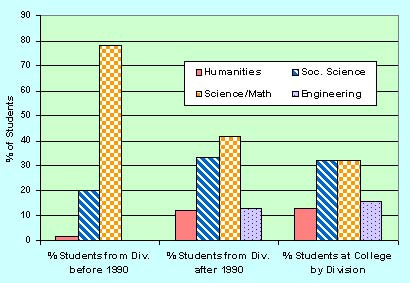 90
80
70
60
50
40
30
20
10
0
% of Students
Humanities
Soc. Science
Science/Math
Engineering
% Students from Div.
before 1990
% Students from Div.
after 1990
% Students at College
by Division